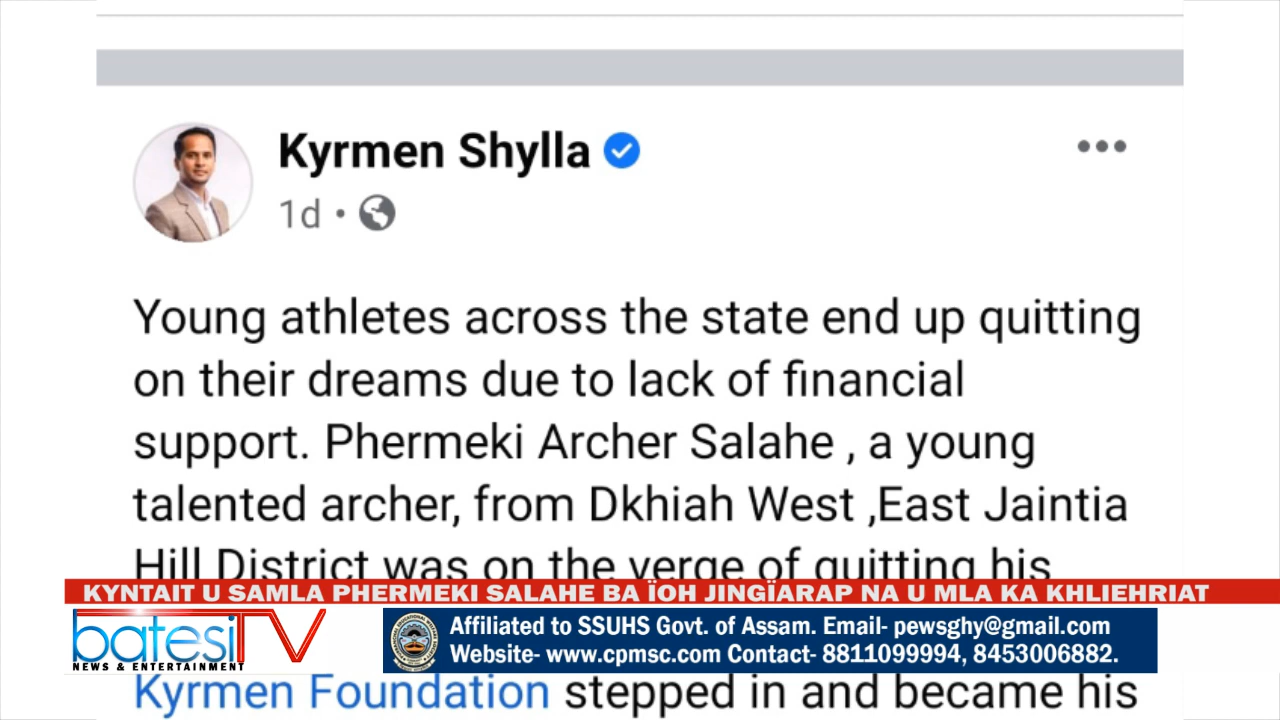 Kyrmen Shylla
1d •
Young athletes across the state end up quitting
on their dreams due to lack of financial
support. Phermeki Archer Salahe , a young
talented archer, from Dkhiah West ,East Jaintia
Hill District was on the verge of quitting his
KYNTAIT U SAMLA PHERMEKI SALAHE BA ÏOH JINGÏARAP NA U MLA KA KHLIEHRIAT
batesi TV
NEWS & ENTERTAINMENT
Affiliated to SSUHS Govt. of Assam. Email- pewsghy@gmail.com
Website- www.cpmsc.com Contact- 8811099994, 8453006882.
Kyrmen Foundation stepped in and became his